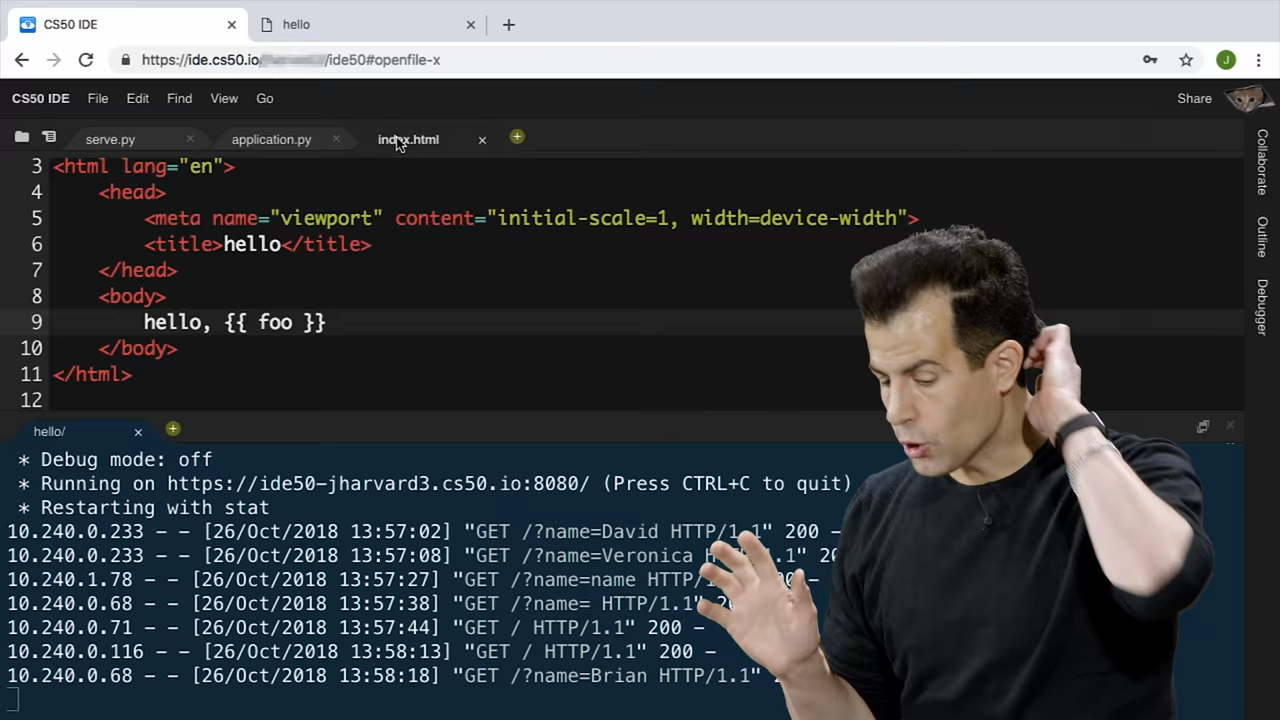 CS50 IDE
hello
https://ide.cs50.io
/ide50#openfile-x
J
CS50 IDE File Edit Find View Go Share
serve.py application.py index.html
3 <html lang="en">
4 <head>
5 <meta name="viewport" content="initial-scale=1, width=device-width">
6 <title>hello</title>
7 </head>
8 <body>
9 hello, {{ foo }}
10 </body>
11 </html>
12
Collaborate
Outline
Debugger
hello/
* Debug mode: off
* Running on https://ide50-jharvard3.cs50.io:8080/ (Press CTRL+C to quit)
* Restarting with stat
10.240.0.233 - - [26/Oct/2018 13:57:02] "GET /?name=David HTTP/1.1" 200 -
10.240.0.233 - - [26/Oct/2018 13:57:08] "GET /?name=Veronica
10.240.1.78 - - [26/Oct/2018 13:57:27] "GET /?name=name HTTP/
10.240.0.68 - - [26/Oct/2018 13:57:38] "GET /?name= HTTP/1.1"
10.240.0.71 - - [26/Oct/2018 13:57:44] "GET / HTTP/1.1" 200 -
10.240.0.116 - - [26/Oct/2018 13:58:13] "GET / HTTP/1.1" 200 -
10.240.0.68 - - [26/Oct/2018 13:58:18] "GET /?name=Brian HTTP/1.1"